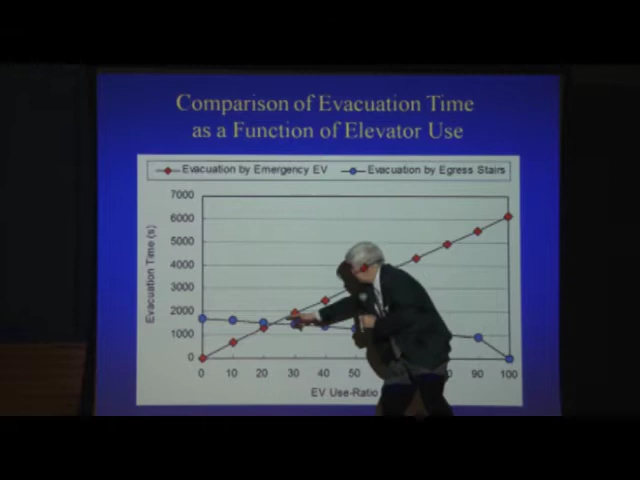 Comparison of Evacuation Time
as a Function of Elevator Use
Evacuation by Emergency EV
Evacuation by Egress Stairs
Evacuation Time (s)
7000
6000
5000
4000
3000
2000
1000
0
0 10 20 30 40 50 90 100
EV Use-Ratio